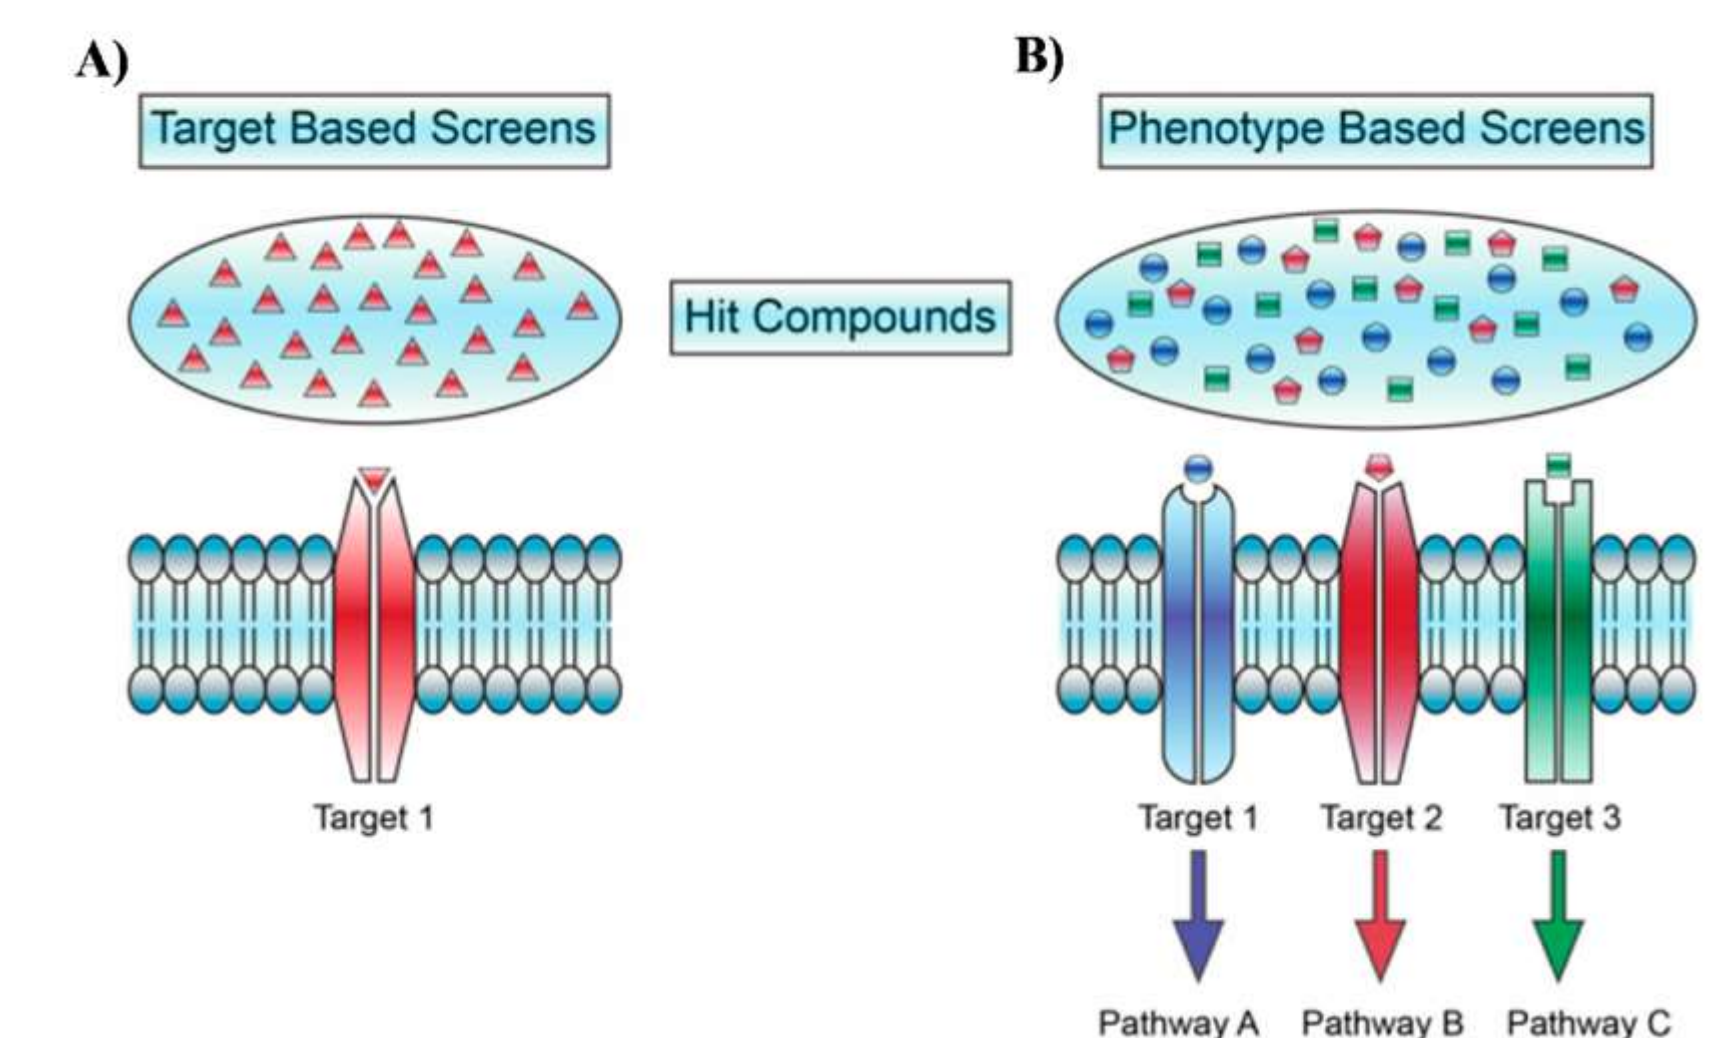 A)
Target Based Screens
B)
Phenotype Based Screens
Hit Compounds
Target 1
Target 1
Target 2
Target 3
Pathway A
Pathway B
Pathway C